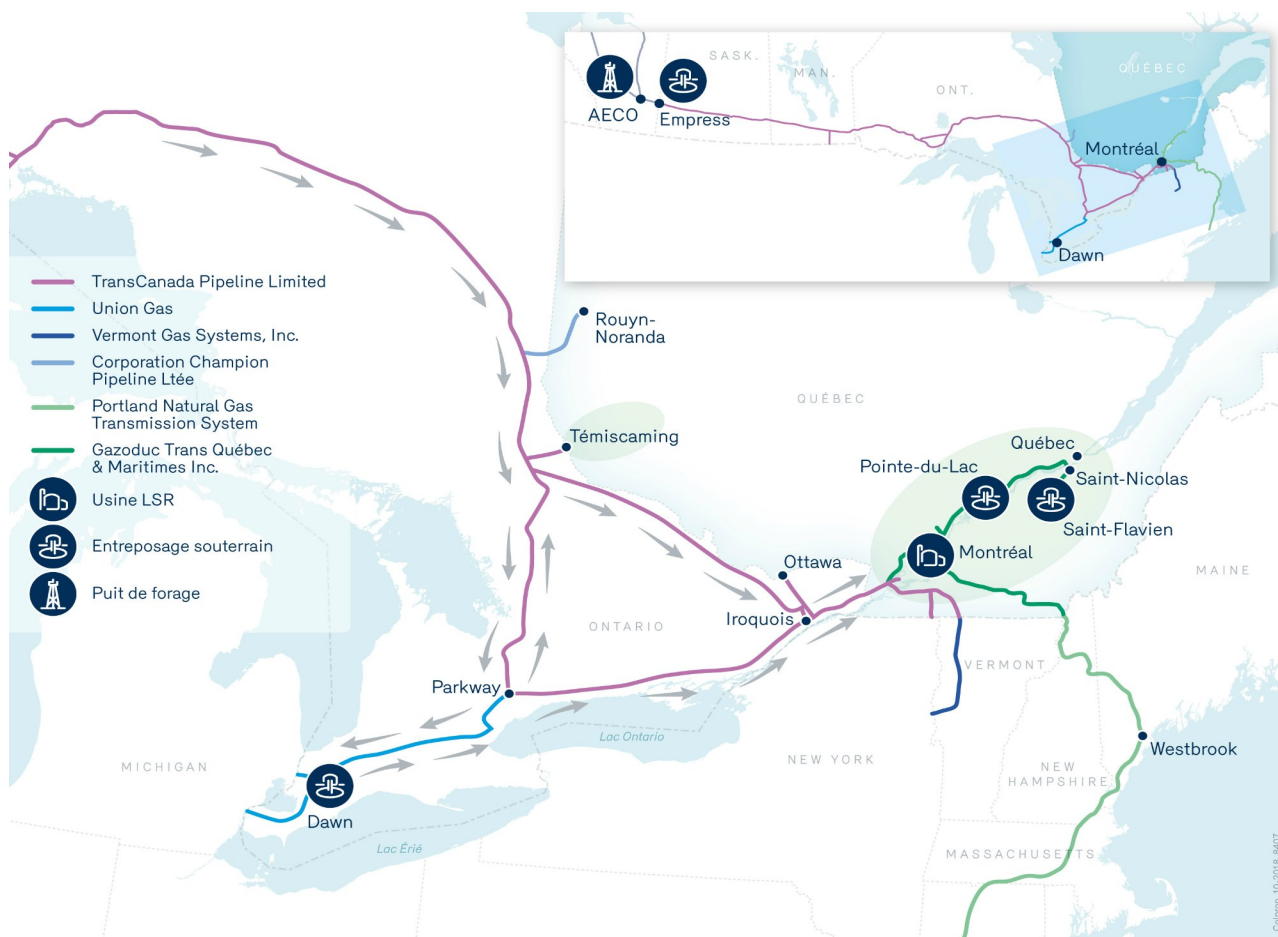 SASK.
MAN.
ONT.
QUÉBEC
AECO
Empress
Montréal
Dawn
TransCanada Pipeline Limited
Union Gas
Vermont Gas Systems, Inc.
Corporation Champion
Pipeline Ltée
Portland Natural Gas
Transmission System
Gazoduc Trans Québec
& Maritimes Inc.
Usine LSR
Entreposage souterrain
Puit de forage
Rouyn-
Noranda
QUÉBEC
Témiscaming
Québec
Pointe-du-Lac
Saint-Nicolas
Saint-Flavien
Montréal
Ottawa
MAINE
Iroquois
ONTARIO
VERMONT
Parkway
Lac Ontario
NEW YORK
Westbrook
MICHIGAN
NEW
HAMPSHIRE
Dawn
Lac Érié
MASSACHUSETTS